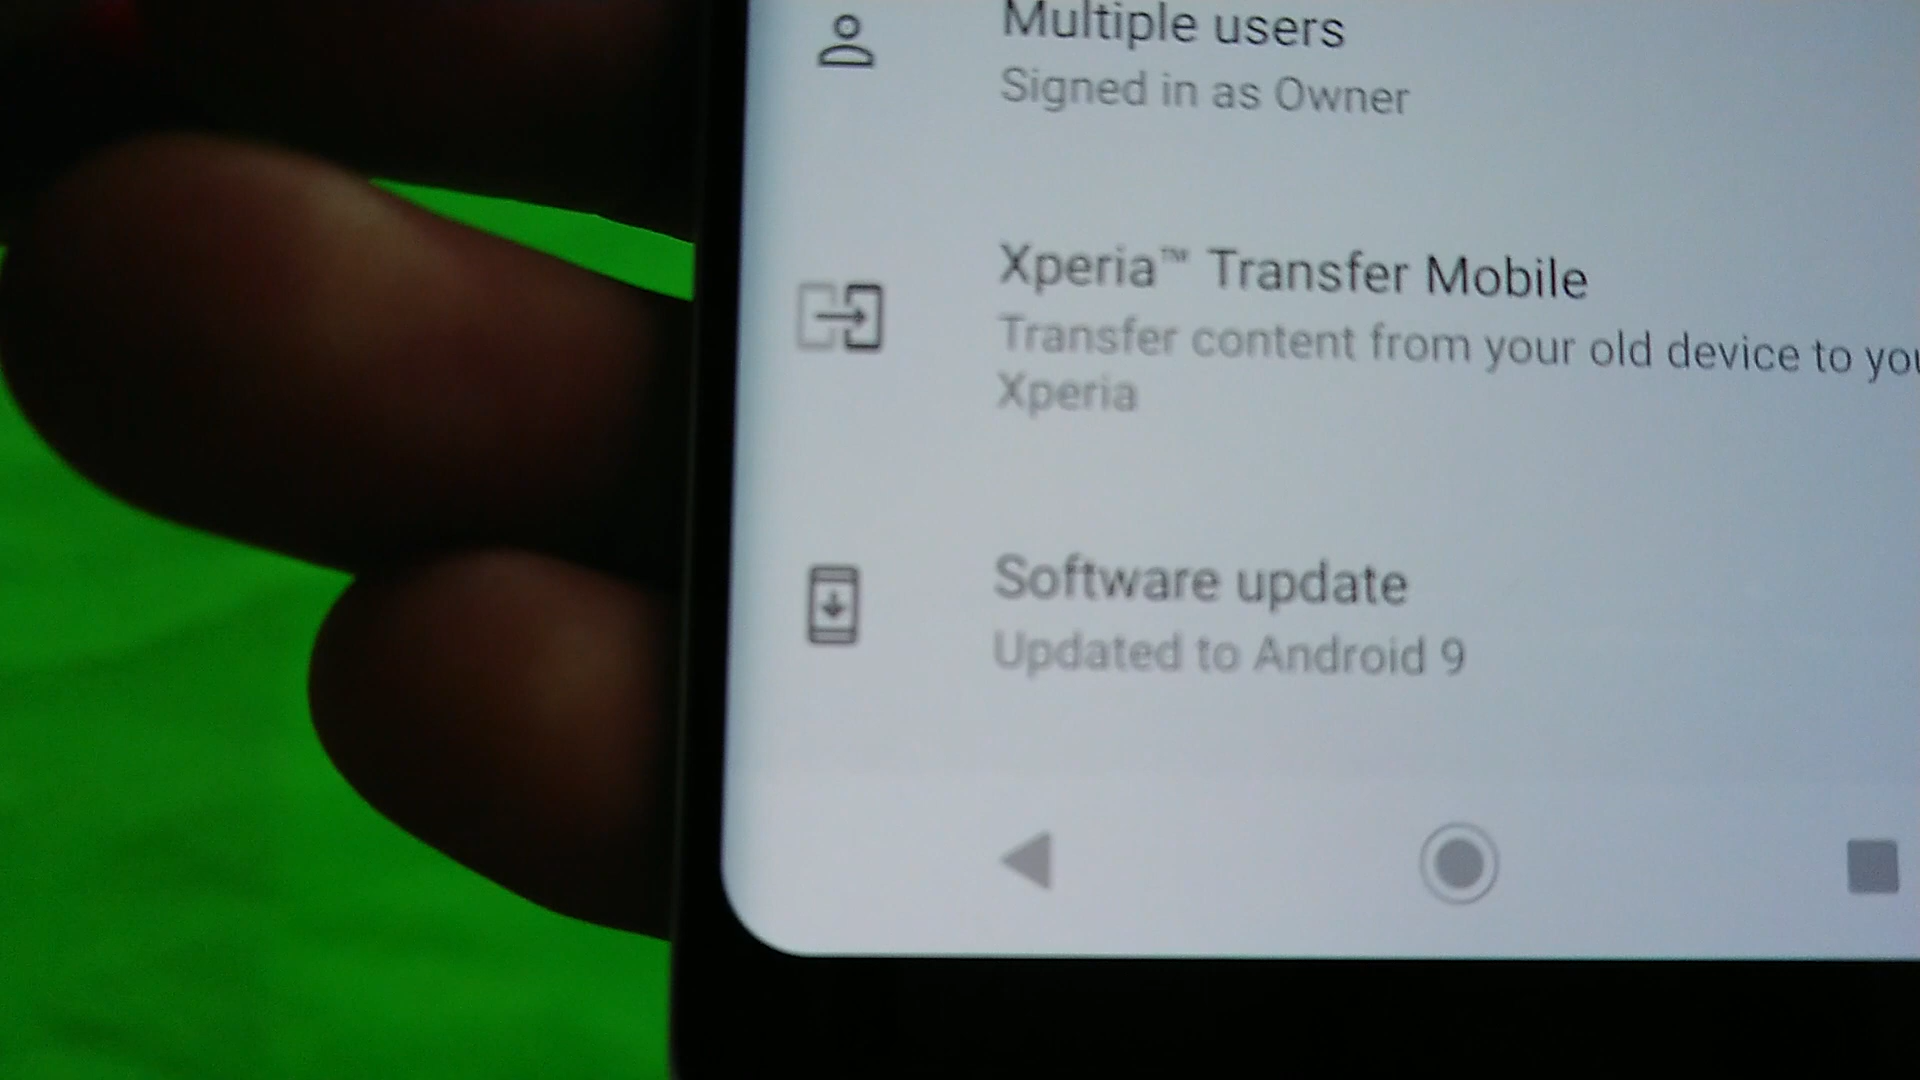 Multiple users
Signed in as Owner
Xperia™ Transfer Mobile
Transfer content from your old device to
Xperia
Software update
Updated to Android 9